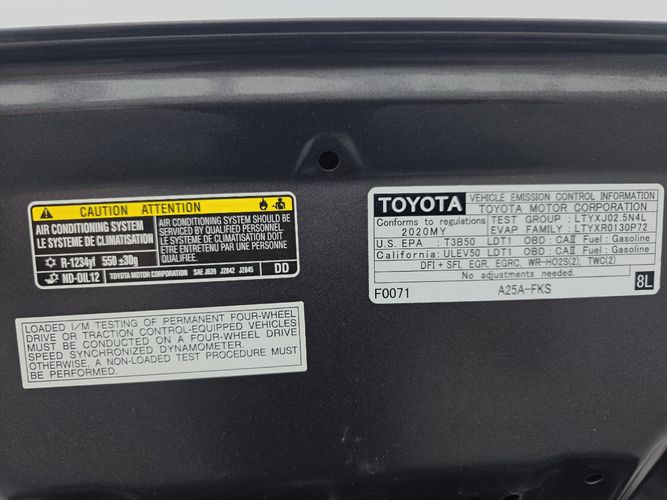 CAUTION ATTENTION
AIR CONDITIONING SYSTEM
LE SYSTEME DE CLIMATISATION
R-1234yf 550 ±30g
ND-OIL12
AIR CONDITIONING SYSTEM SHOULD BE
SERVICED BY QUALIFIED PERSONNEL.
LE SYSTEME DE CLIMATISATION DOIT
ETRE ENTRETENU PAR UNE PERSONNE
QUALIFIEE.
TOYOTA MOTOR CORPORATION SAE J639 J2842 J2845 DD
LOADED I/M TESTING OF PERMANENT FOUR-WHEEL
DRIVE OR TRACTION CONTROL-EQUIPPED VEHICLES
MUST BE CONDUCTED ON A FOUR-WHEEL DRIVE
SPEED SYNCHRONIZED DYNAMOMETER.
OTHERWISE, A NON-LOADED TEST PROCEDURE MUST
BE PERFORMED.
TOYOTA VEHICLE EMISSION CONTROL INFORMATION
TOYOTA MOTOR CORPORATION
Conforms to regulations TEST GROUP : LTYXJ02.5N4L
2020MY EVAP FAMILY : LTYXR0130P72
U.S. EPA : T3B50 LDT1 OBD : CAII Fuel : Gasoline
California: ULEV50 LDT1 OBD : CAII Fuel : Gasoline
DFI + SFI, EGR, EGRC, WR-HO2S(2), TWC(2)
No adjustments needed.
F0071 A25A-FKS 8L